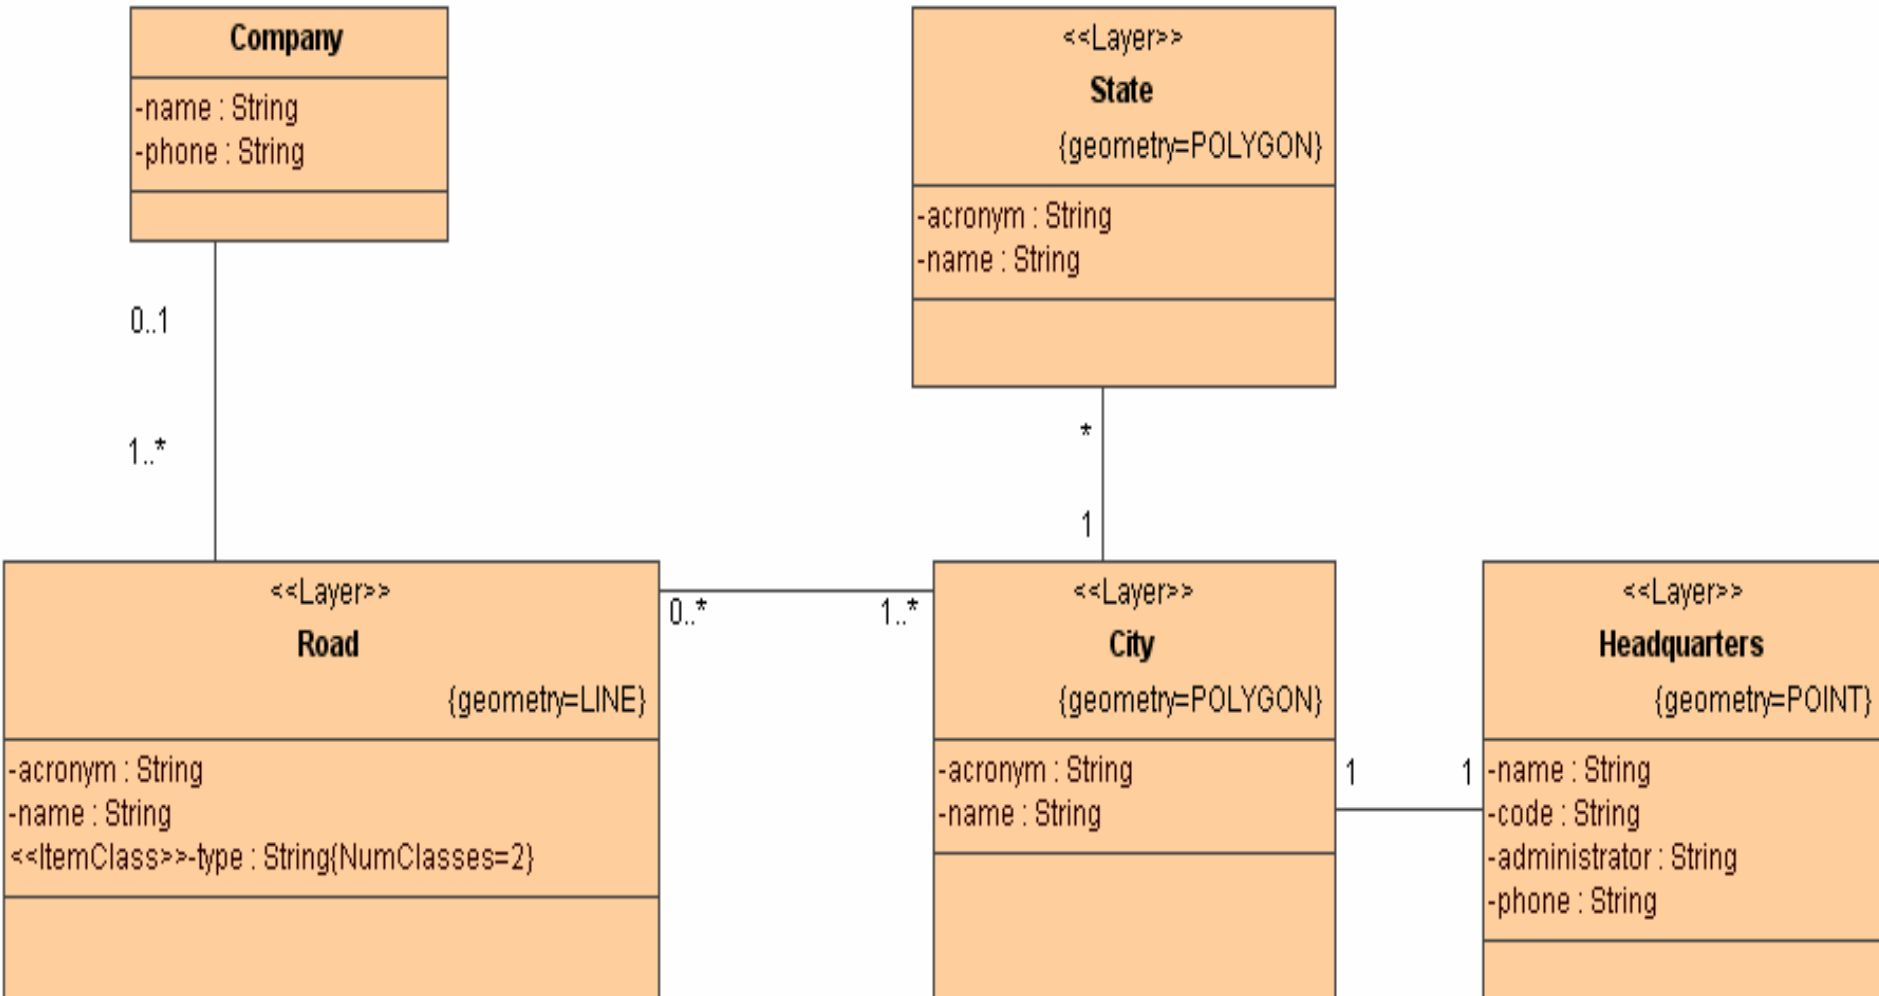 Company
-name : String
-phone : String
<<Layer>>
State
{geometry=POLYGON}
-acronym : String
-name : String
0..1
1..*
*
1
<<Layer>>
Road
{geometry=LINE}
-acronym : String
-name : String
<<ItemClass>>-type : String{NumClasses=2}
0..*
1..*
<<Layer>>
City
{geometry=POLYGON}
-acronym : String
-name : String
1
1
<<Layer>>
Headquarters
{geometry=POINT}
-name : String
-code : String
-administrator : String
-phone : String